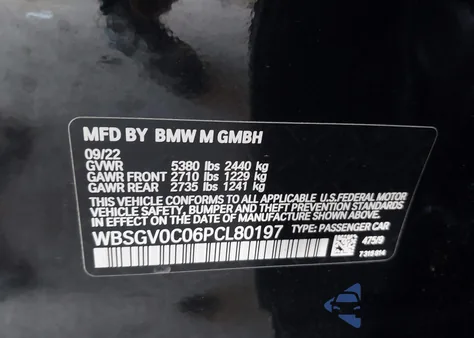 MFD BY BMW M GMBH
09/22
GVWR 5380 lbs 2440 kg
GAWR FRONT 2710 lbs 1229 kg
GAWR REAR 2735 lbs 1241 kg
THIS VEHICLE CONFORMS TO ALL APPLICABLE U.S.FEDERAL MOTOR
VEHICLE SAFETY, BUMPER, AND THEFT PREVENTION STANDARDS
IN EFFECT ON THE DATE OF MANUFACTURE SHOWN ABOVE.
WBSGV0C06PCL80197 TYPE: PASSENGER CAR
475/9